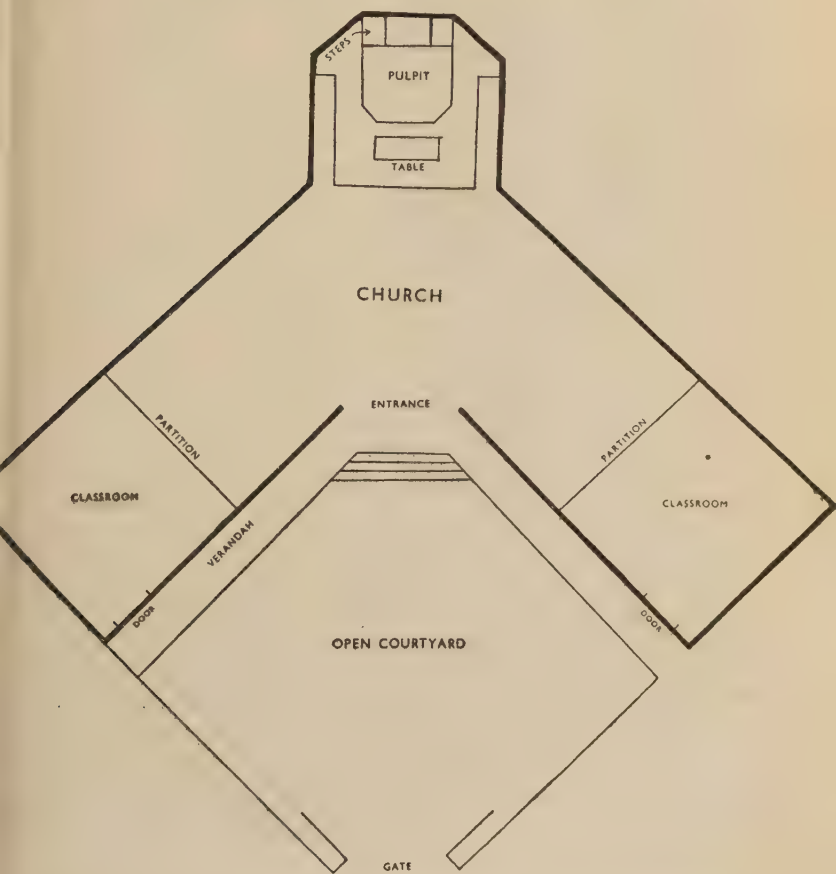 STEPS
PULPIT
TABLE
CHURCH
ENTRANCE
PARTITION
PARTITION
CLASSROOM
CLASSROOM
VERANDAH
DOOR
DOOR
OPEN COURTYARD
GATE